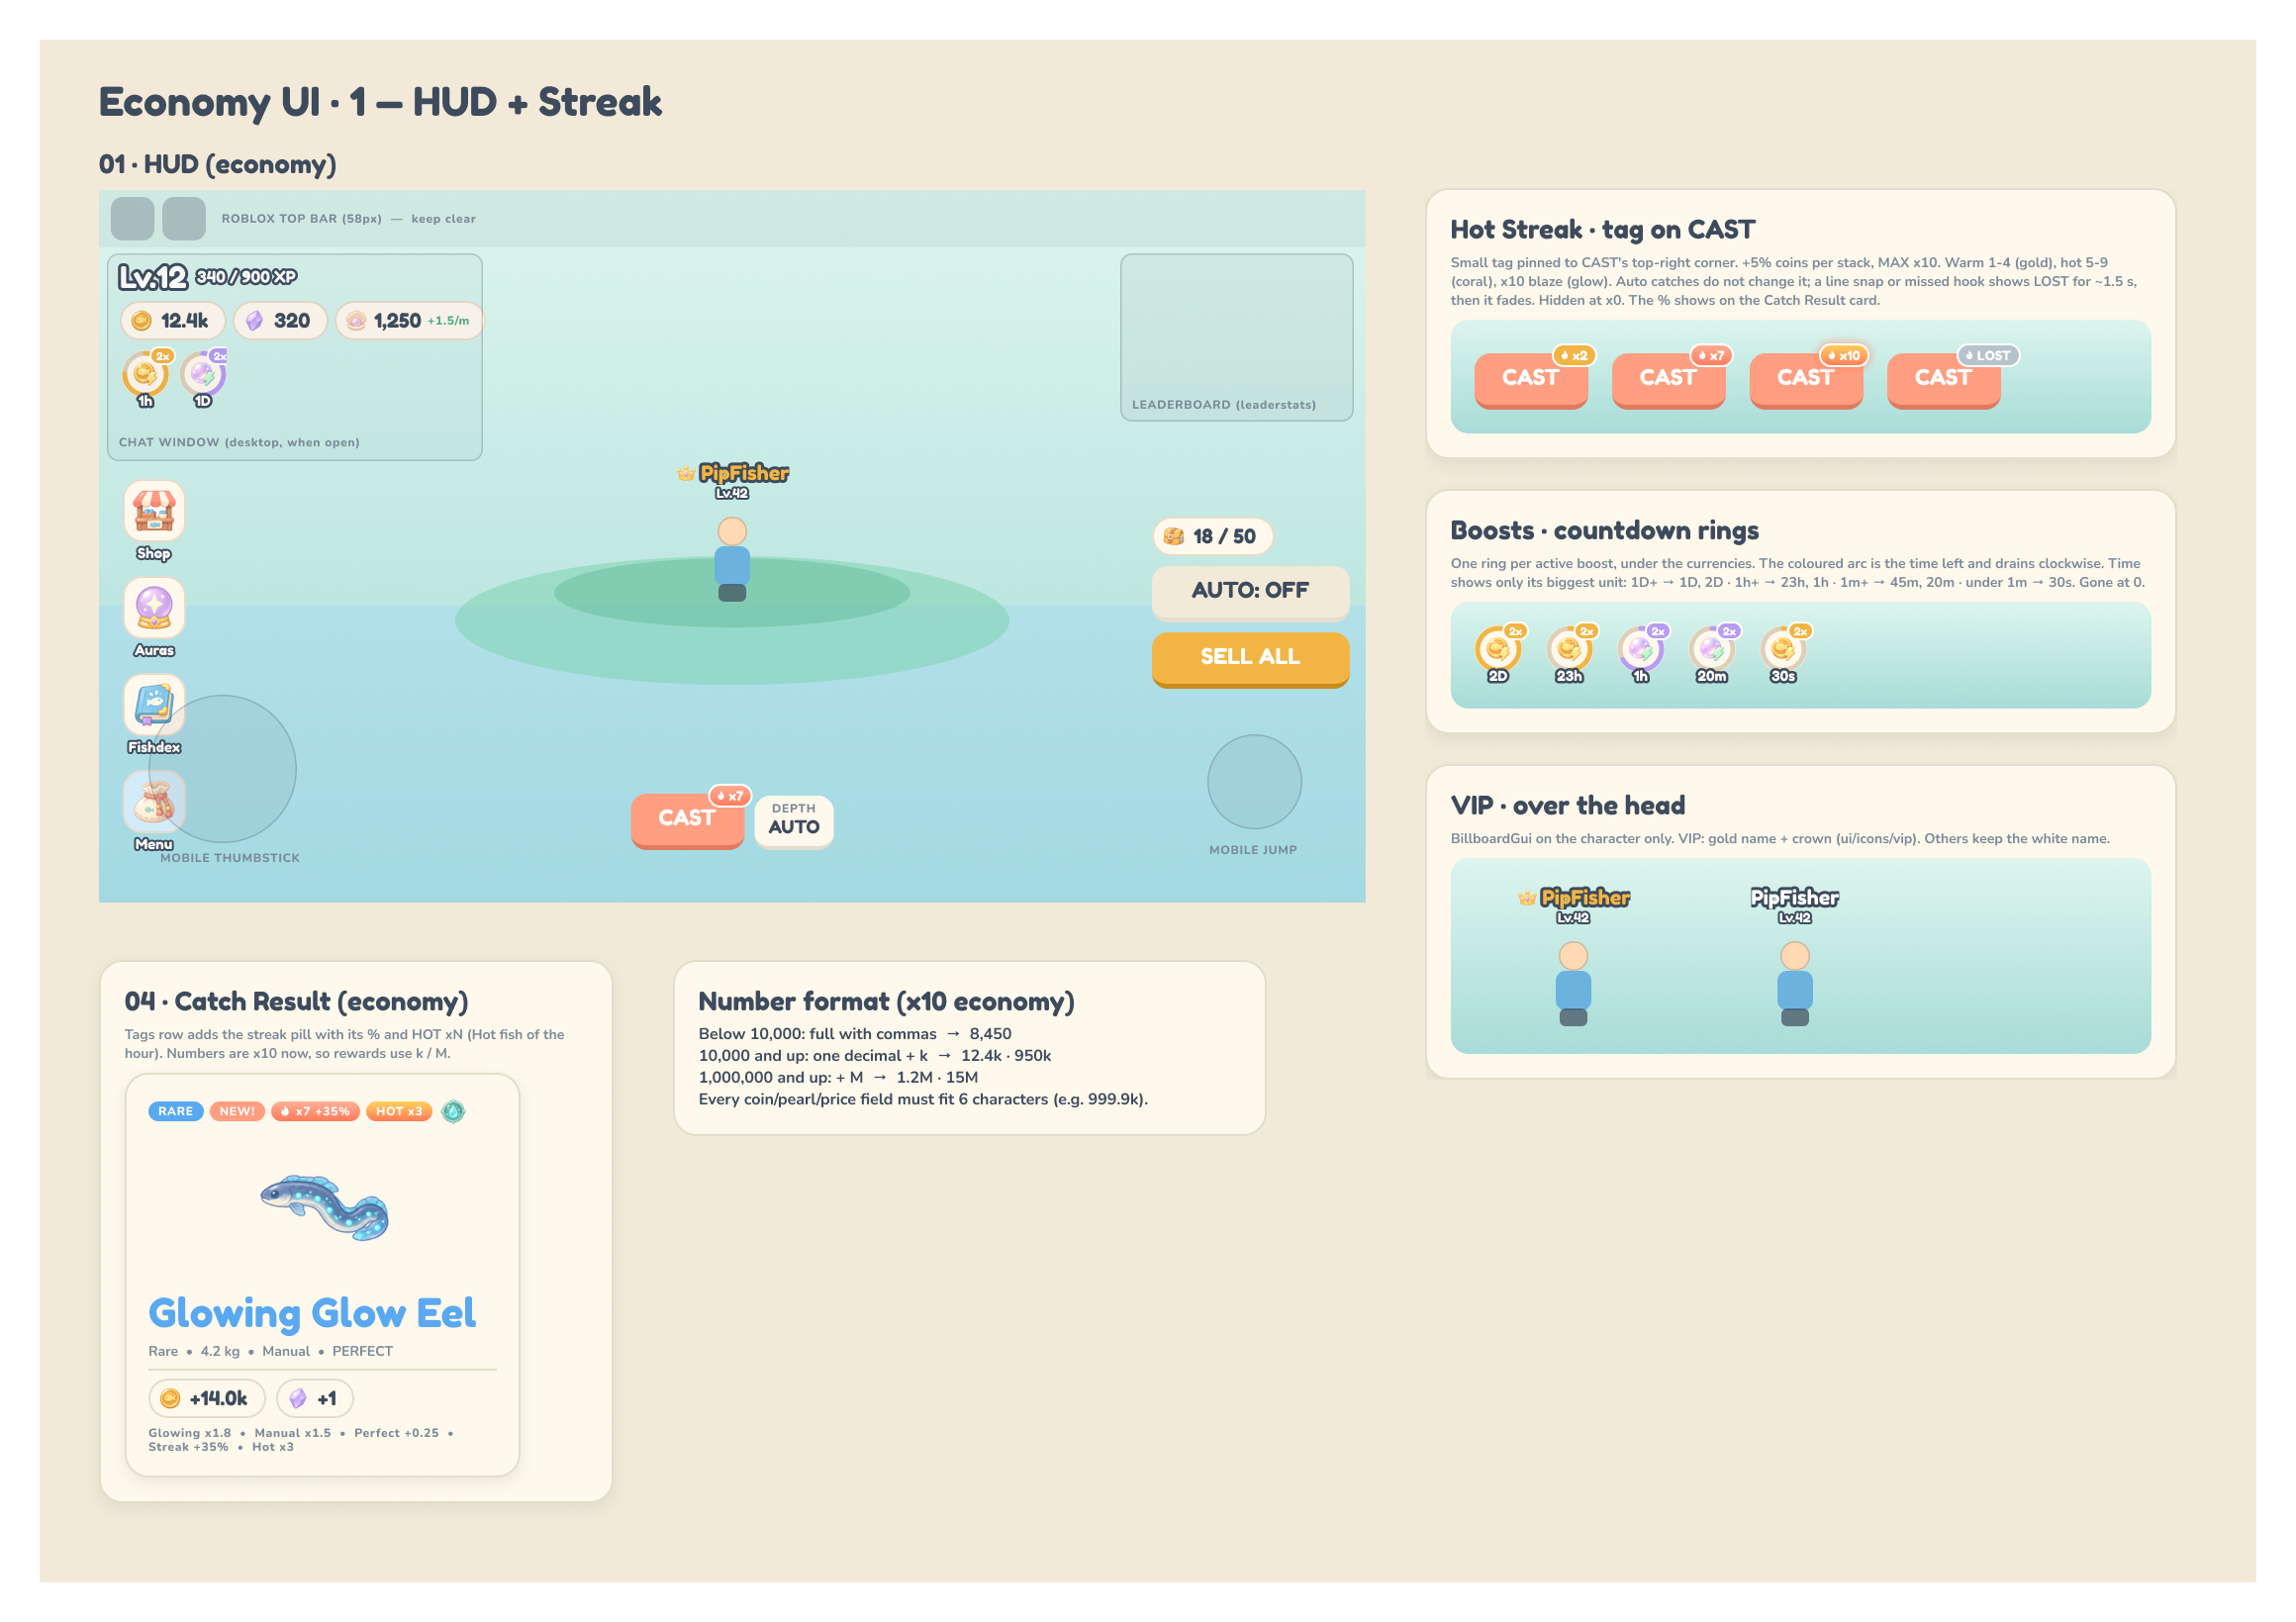 Economy UI · 1 — HUD + Streak
01 · HUD (economy)
ROBLOX TOP BAR (58px) — keep clear
Lv.12 340 / 900 XP
12.4k 320 1,250 +1.5/m
2x 2x
1h 1D
CHAT WINDOW (desktop, when open)
LEADERBOARD (leaderstats)
PipFisher
Lv.42
Shop
Auras
Fishdex
Menu
MOBILE THUMBSTICK
18 / 50
AUTO: OFF
SELL ALL
x7
CAST
DEPTH
AUTO
MOBILE JUMP
Hot Streak · tag on CAST
Small tag pinned to CAST's top-right corner. +5% coins per stack, MAX x10. Warm 1-4 (gold), hot 5-9
(coral), x10 blaze (glow). Auto catches do not change it; a line snap or missed hook shows LOST for ~1.5 s,
then it fades. Hidden at x0. The % shows on the Catch Result card.
x2 x7 x10 LOST
CAST CAST CAST CAST
Boosts · countdown rings
One ring per active boost, under the currencies. The coloured arc is the time left and drains clockwise. Time
shows only its biggest unit: 1D+ → 1D, 2D · 1h+ → 23h, 1h · 1m+ → 45m, 20m · under 1m → 30s. Gone at 0.
2x 2x 2x 2x 2x
2D 23h 1h 20m 30s
VIP · over the head
BillboardGui on the character only. VIP: gold name + crown (ui/icons/vip). Others keep the white name.
PipFisher PipFisher
Lv.42 Lv.42
04 · Catch Result (economy)
Tags row adds the streak pill with its % and HOT xN (Hot fish of the
hour). Numbers are x10 now, so rewards use k / M.
RARE NEW! x7 +35% HOT x3
Glowing Glow Eel
Rare • 4.2 kg • Manual • PERFECT
+14.0k +1
Glowing x1.8 • Manual x1.5 • Perfect +0.25 •
Streak +35% • Hot x3
Number format (x10 economy)
Below 10,000: full with commas → 8,450
10,000 and up: one decimal + k → 12.4k · 950k
1,000,000 and up: + M → 1.2M · 15M
Every coin/pearl/price field must fit 6 characters (e.g. 999.9k).